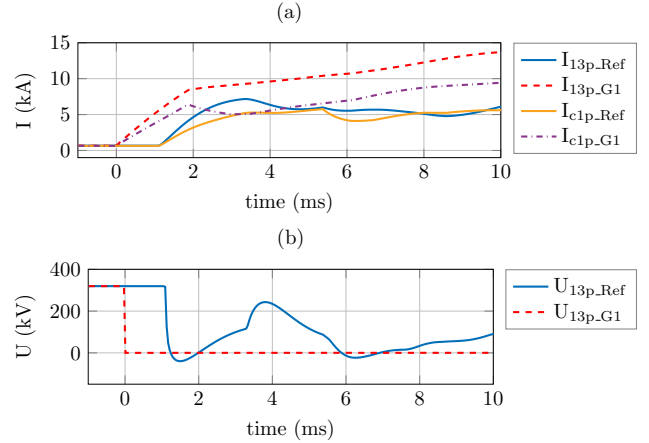 (a)
15
10
5
0
I (kA)
0 2 4 6 8 10
time (ms)
I13p_Ref
I13p_G1
Ic1p_Ref
Ic1p_G1
(b)
400
200
0
U (kV)
0 2 4 6 8 10
time (ms)
U13p_Ref
U13p_G1